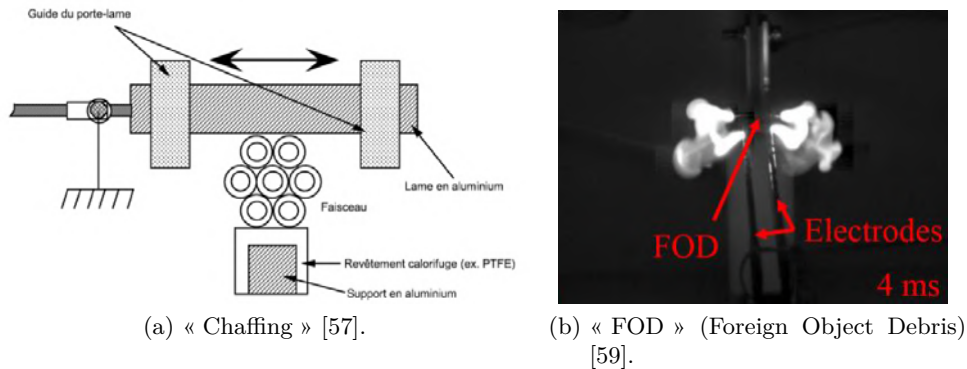 Guide du porte-lame
Lame en aluminium
Faisceau
Revêtement calorifuge (ex. PTFE)
Support en aluminium
(a) « Chaffing » [57].
FOD
Electrodes
4 ms
(b) « FOD » (Foreign Object Debris)
[59].